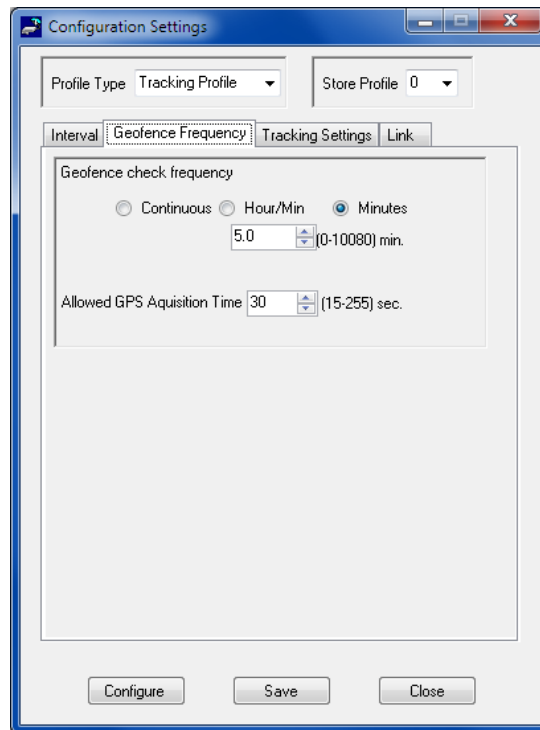 Configuration Settings
Profile Type Tracking Profile Store Profile 0
Interval Geofence Frequency Tracking Settings Link
Geofence check frequency
Continuous Hour/Min Minutes
5.0 (0-10080) min.
Allowed GPS Aquisition Time 30 (15-255) sec.
Configure Save Close